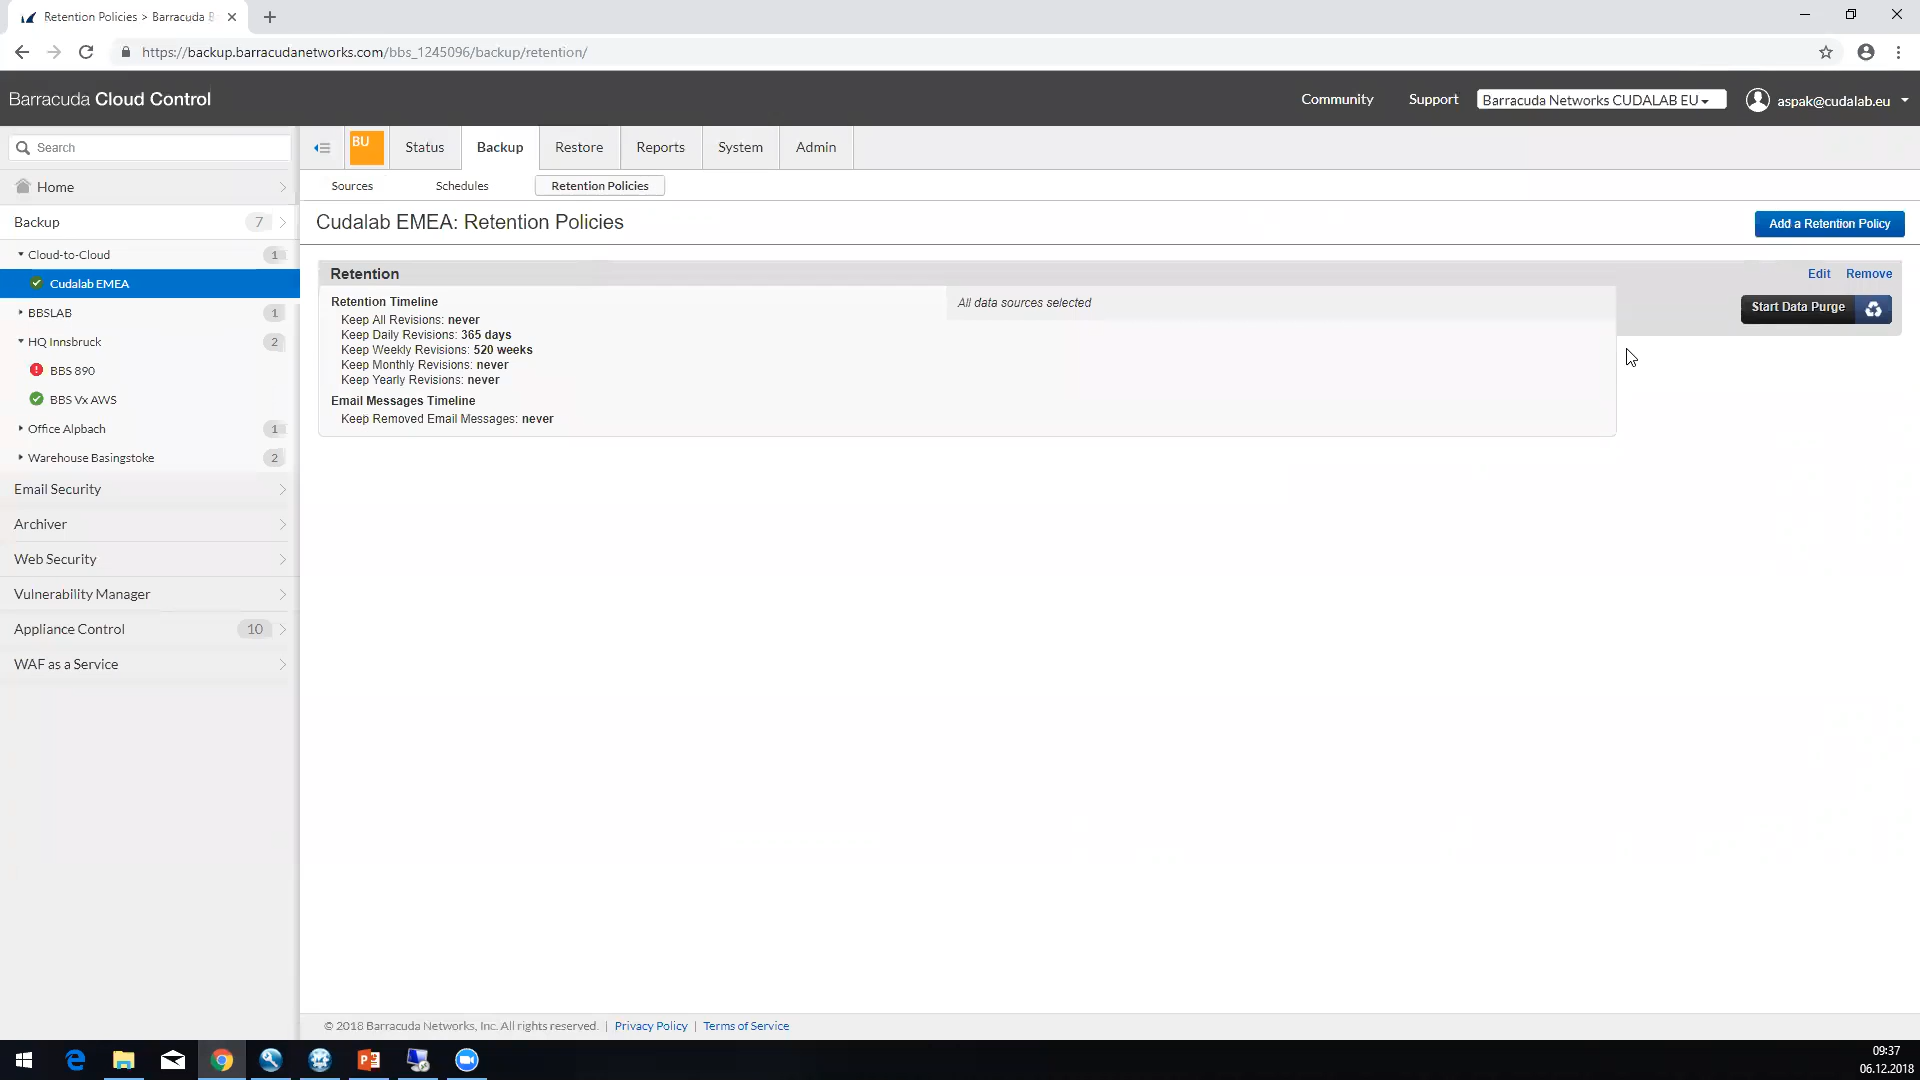 Retention Policies > Barracuda B
https://backup.barracudanetworks.com/bbs_1245096/backup/retention/
Barracuda Cloud Control
Community
Support
Barracuda Networks CUDALAB EU
aspak@cudalab.eu
Search
BU
Status
Backup
Restore
Reports
System
Admin
Home
Sources
Schedules
Retention Policies
Backup 7
Cloud-to-Cloud 1
Cudalab EMEA
BBSLAB 1
HQ Innsbruck 2
BBS 890
BBS Vx AWS
Office Alpbach 1
Warehouse Basingstoke 2
Email Security
Archiver
Web Security
Vulnerability Manager
Appliance Control 10
WAF as a Service
Cudalab EMEA: Retention Policies
Add a Retention Policy
Retention
Edit
Remove
Retention Timeline
Keep All Revisions: never
Keep Daily Revisions: 365 days
Keep Weekly Revisions: 520 weeks
Keep Monthly Revisions: never
Keep Yearly Revisions: never
Email Messages Timeline
Keep Removed Email Messages: never
All data sources selected
Start Data Purge
© 2018 Barracuda Networks, Inc. All rights reserved. | Privacy Policy | Terms of Service
09:37
06.12.2018